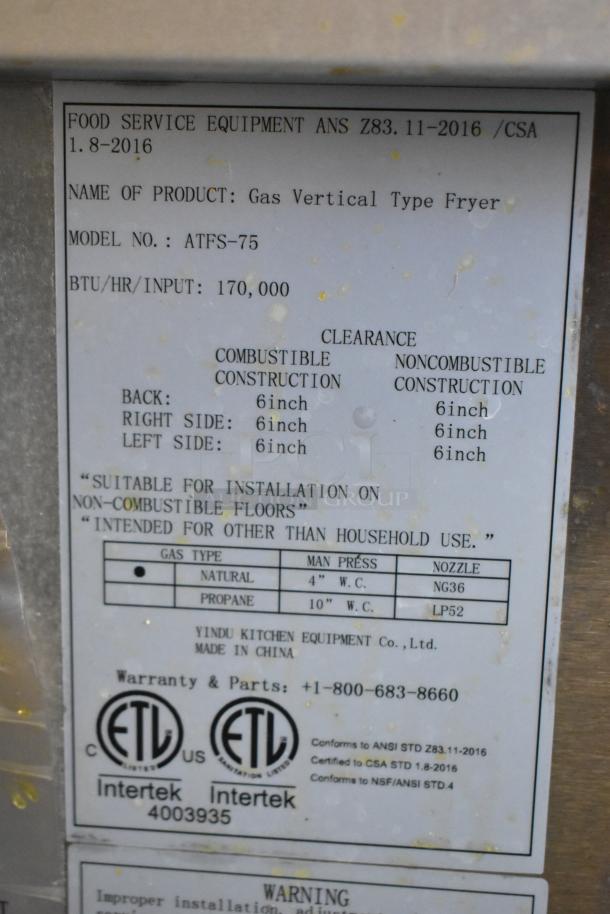 FOOD SERVICE EQUIPMENT ANS Z83.11-2016 /CSA
1.8-2016
NAME OF PRODUCT: Gas Vertical Type Fryer
MODEL NO.: ATFS-75
BTU/HR/INPUT: 170,000
CLEARANCE
COMBUSTIBLE NONCOMBUSTIBLE
CONSTRUCTION CONSTRUCTION
BACK: 6inch 6inch
RIGHT SIDE: 6inch 6inch
LEFT SIDE: 6inch 6inch
"SUITABLE FOR INSTALLATION ON
NON-COMBUSTIBLE FLOORS"
"INTENDED FOR OTHER THAN HOUSEHOLD USE."
GAS TYPE MAN PRESS NOZZLE
● NATURAL 4" W.C. NG36
PROPANE 10" W.C. LP52
YINDU KITCHEN EQUIPMENT Co.,Ltd.
MADE IN CHINA
Warranty & Parts: +1-800-683-8660
C ETL LISTED US ETL SANITATION LISTED
Intertek Intertek
4003935
Conforms to ANSI STD Z83.11-2016
Certified to CSA STD 1.8-2016
Conforms to NSF/ANSI STD.4
WARNING
Improper installation,